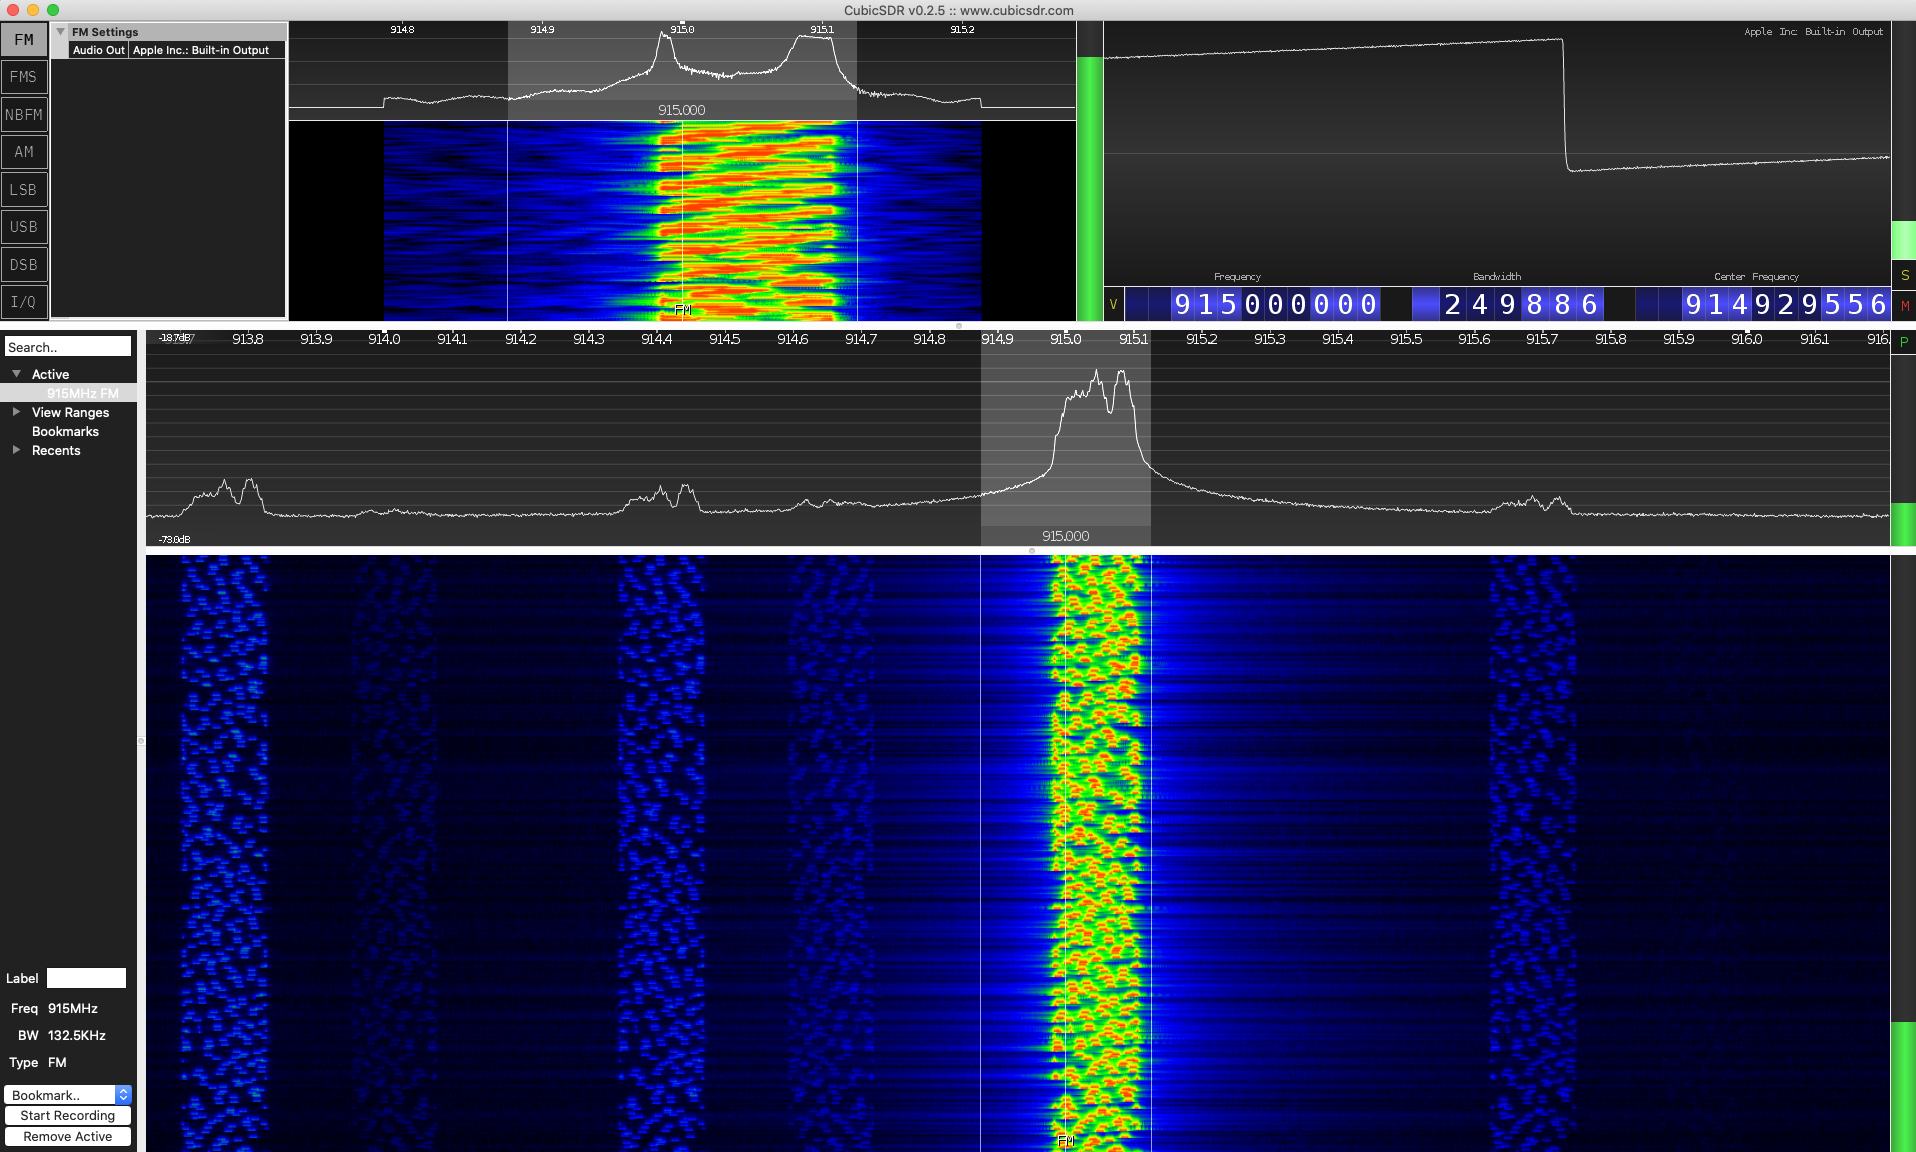 CubicSDR v0.2.5 :: www.cubicsdr.com
FM
FMS
NBFM
AM
LSB
USB
DSB
I/Q
FM Settings
Audio Out Apple Inc.: Built-in Output
914.8 914.9 915.0 915.1 915.2
915.000
FM
Apple Inc: Built-in Output
Frequency Bandwidth Center Frequency
V 915000000 249886 914929556
S
M
P
Search..
Active
915MHz FM
View Ranges
Bookmarks
Recents
-18.7dB 913.8 913.9 914.0 914.1 914.2 914.3 914.4 914.5 914.6 914.7 914.8 914.9 915.0 915.1 915.2 915.3 915.4 915.5 915.6 915.7 915.8 915.9 916.0 916.1 916.
915.000
-73.0dB
FM
Label
Freq 915MHz
BW 132.5KHz
Type FM
Bookmark..
Start Recording
Remove Active